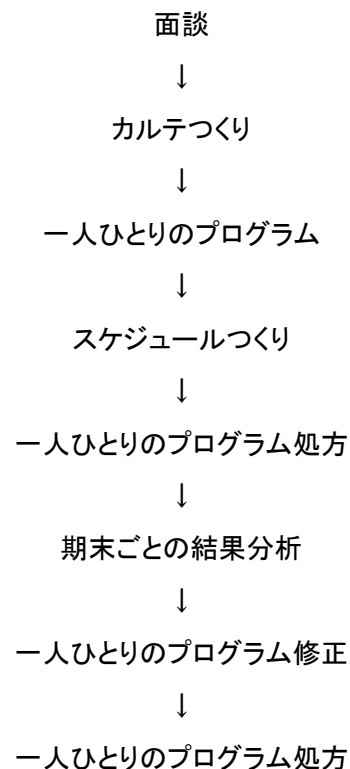 面談
↓
カルテつくり
↓
一人ひとりのプログラム
↓
スケジュールつくり
↓
一人ひとりのプログラム処方
↓
期末ごとの結果分析
↓
一人ひとりのプログラム修正
↓
一人ひとりのプログラム処方